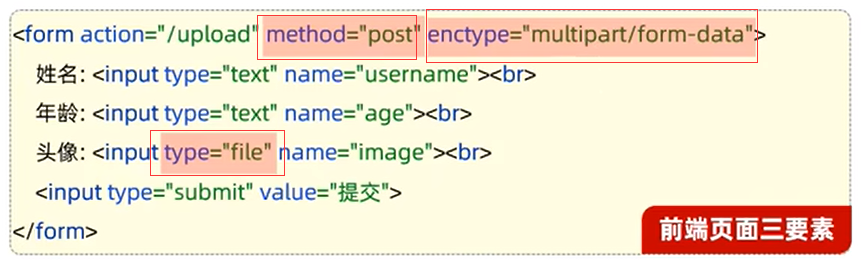 <form action="/upload" method="post" enctype="multipart/form-data">
姓名: <input type="text" name="username"><br>
年龄: <input type="text" name="age"><br>
头像: <input type="file" name="image"><br>
<input type="submit" value="提交">
</form>
前端页面三要素